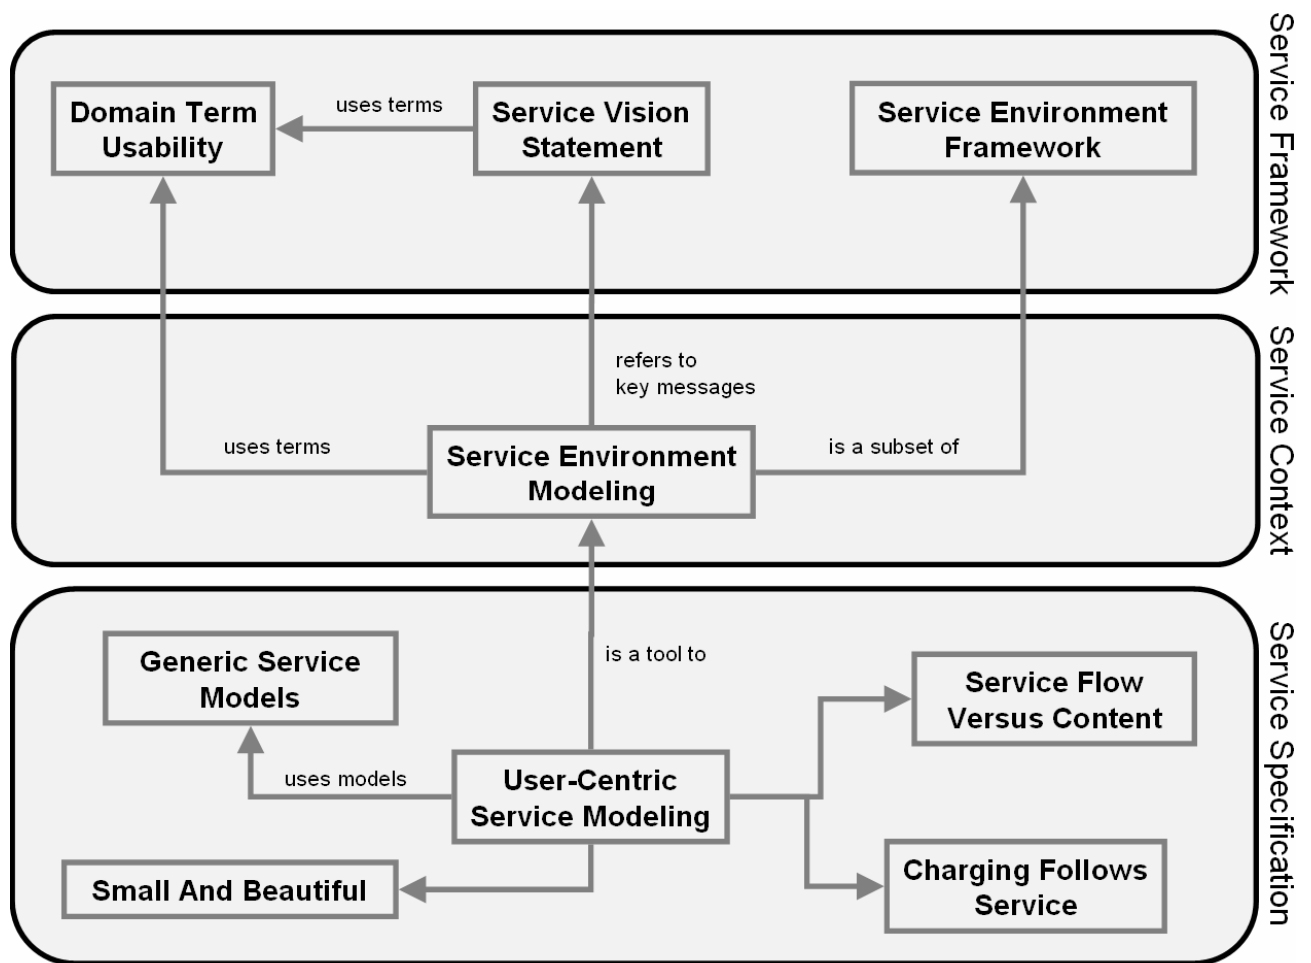 Service Framework
Domain Term
Usability
uses terms
Service Vision
Statement
Service Environment
Framework
Service Context
refers to
key messages
uses terms
Service Environment
Modeling
is a subset of
Service Specification
Generic Service
Models
is a tool to
Service Flow
Versus Content
uses models
User-Centric
Service Modeling
Small And Beautiful
Charging Follows
Service